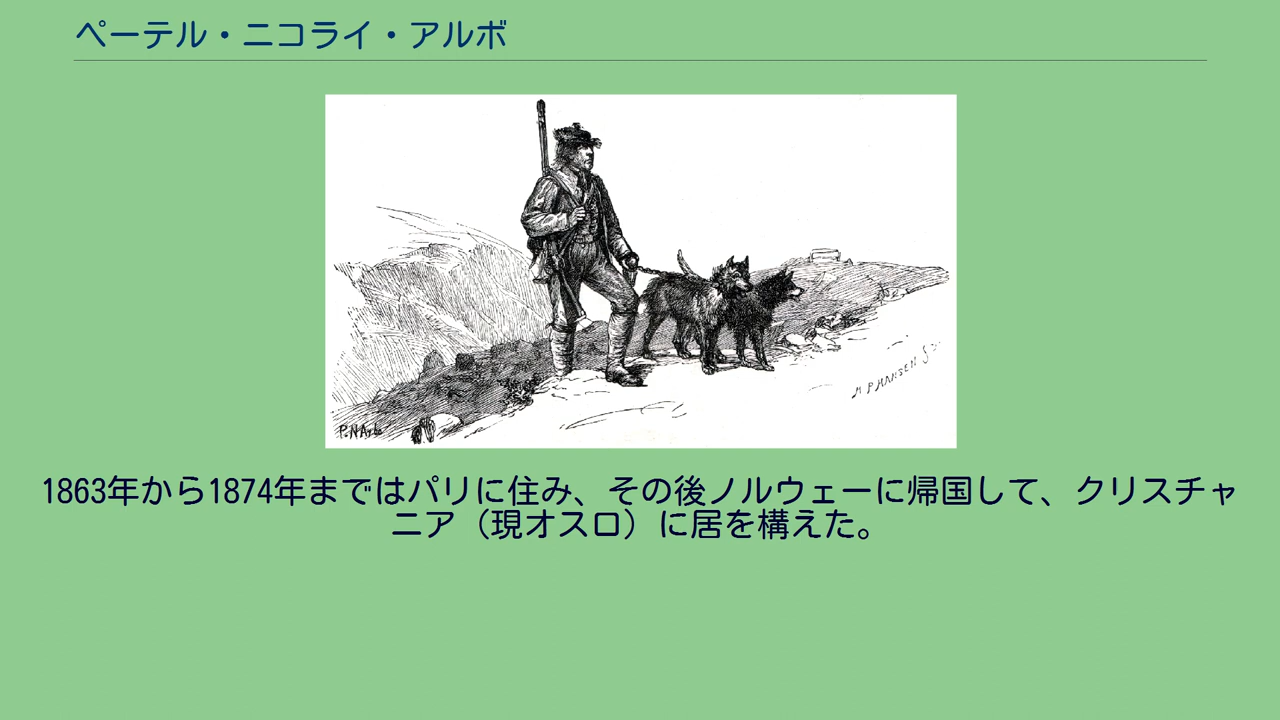 ペーテル・ニコライ・アルボ
P.N.Arbo
H P HANSEN S
1863年から1874年まではパリに住み、その後ノルウェーに帰国して、クリスチャ
ニア（現オスロ）に居を構えた。